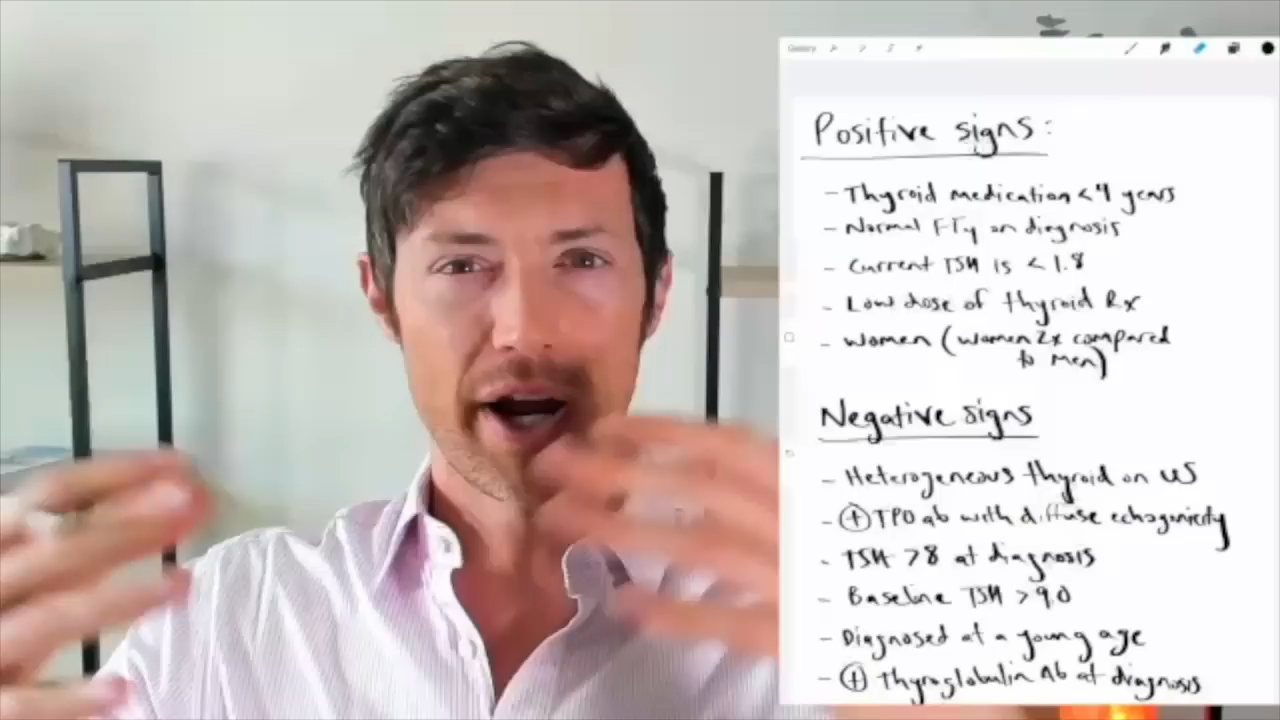 Gallery
Positive signs:
- Thyroid medication < 4 years
- Normal FT4 on diagnosis
- Current TSH is < 1.8
- Low dose of thyroid Rx
- Women (women 2x compared
to men)
Negative signs
- Heterogeneous thyroid on US
- (+) TPO ab with diffuse echogenicity
- TSH > 8 at diagnosis
- Baseline TSH > 9.0
- Diagnosed at a young age
- (+) Thyroglobulin Ab at diagnosis